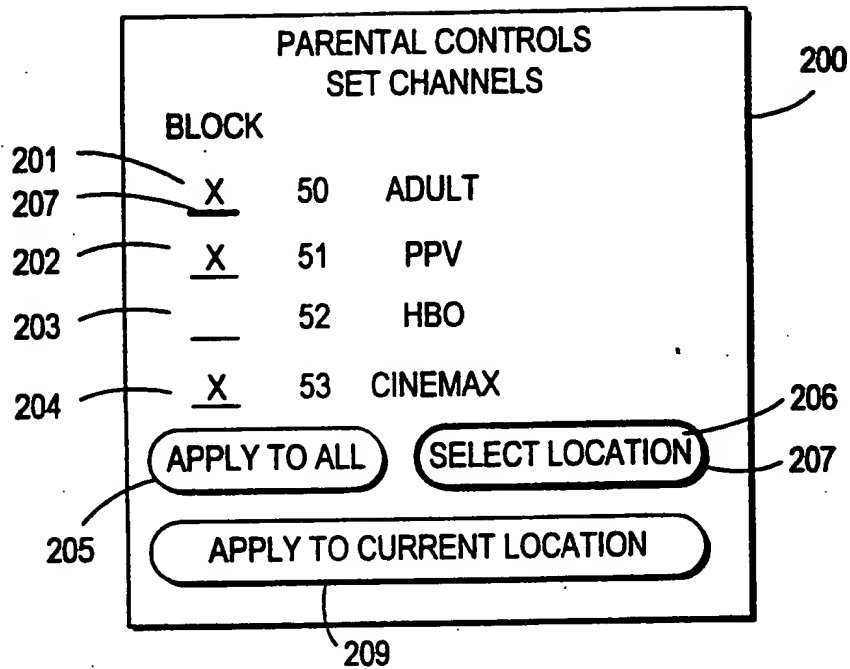 PARENTAL CONTROLS
SET CHANNELS
200
BLOCK
201
X 50 ADULT
207
202
X 51 PPV
203
52 HBO
204
X 53 CINEMAX
206
APPLY TO ALL
SELECT LOCATION
207
205
APPLY TO CURRENT LOCATION
209